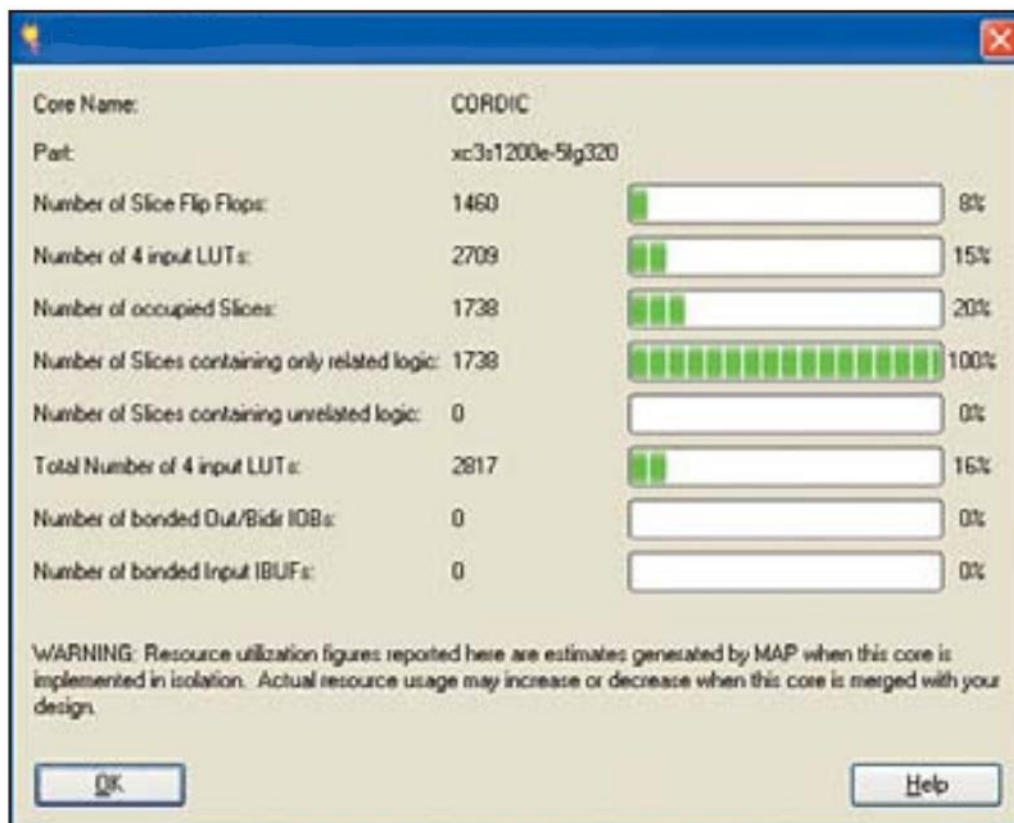 Core Name: CORDIC
Part: xc3s1200e-5fg320
Number of Slice Flip Flops: 1460 8%
Number of 4 input LUTs: 2709 15%
Number of occupied Slices: 1738 20%
Number of Slices containing only related logic: 1738 100%
Number of Slices containing unrelated logic: 0 0%
Total Number of 4 input LUTs: 2817 16%
Number of bonded Out/Bidir IOBs: 0 0%
Number of bonded Input IBUFs: 0 0%
WARNING: Resource utilization figures reported here are estimates generated by MAP when this core is
implemented in isolation. Actual resource usage may increase or decrease when this core is merged with your
design.
OK Help